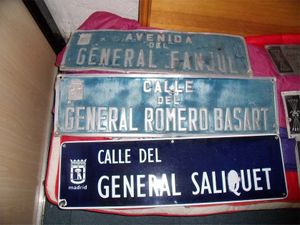 AVENIDA
DEL
GENERAL FANJUL
CALLE
DEL
GENERAL ROMERO BASART
CALLE DEL
GENERAL SALIQUET
madrid